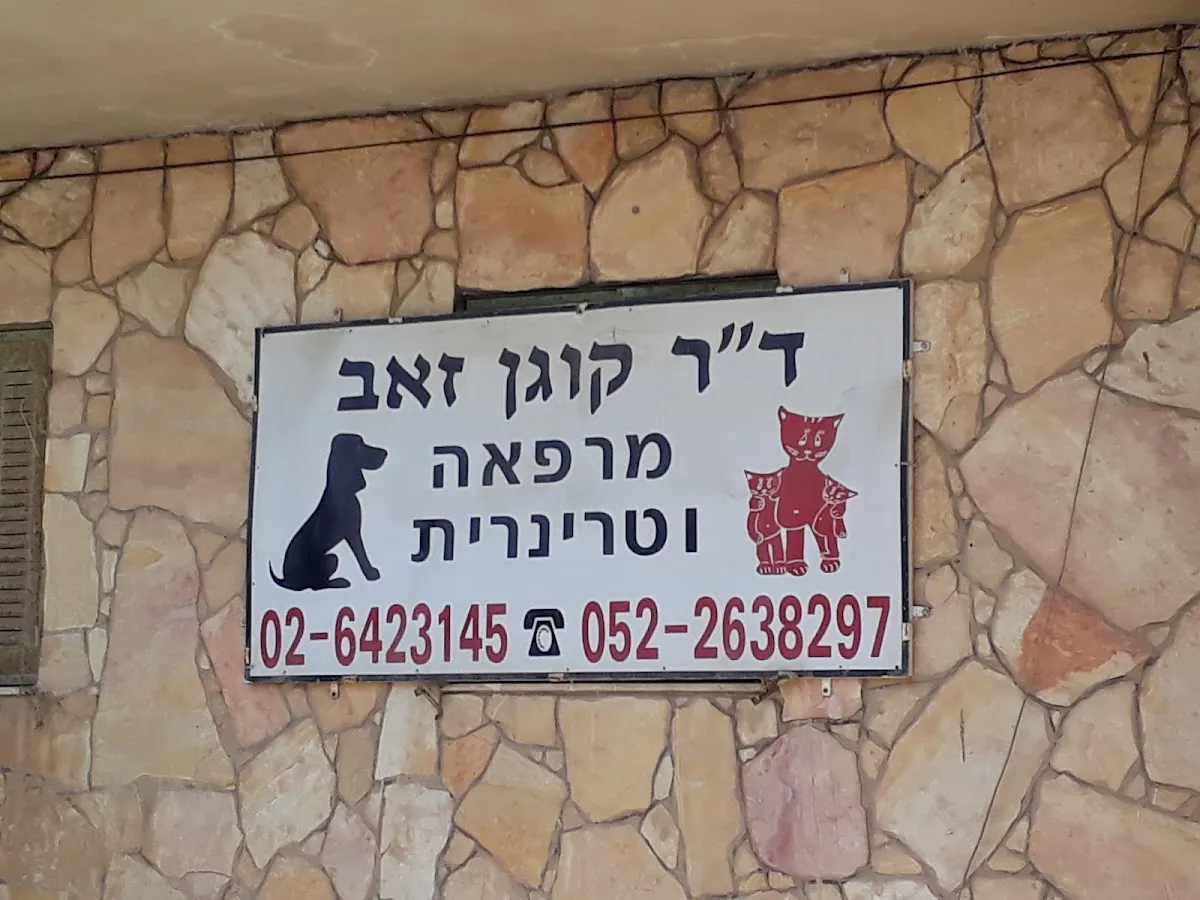 ד"ר קוגן זאב
מרפאה
וטרינרית
02-6423145 052-2638297